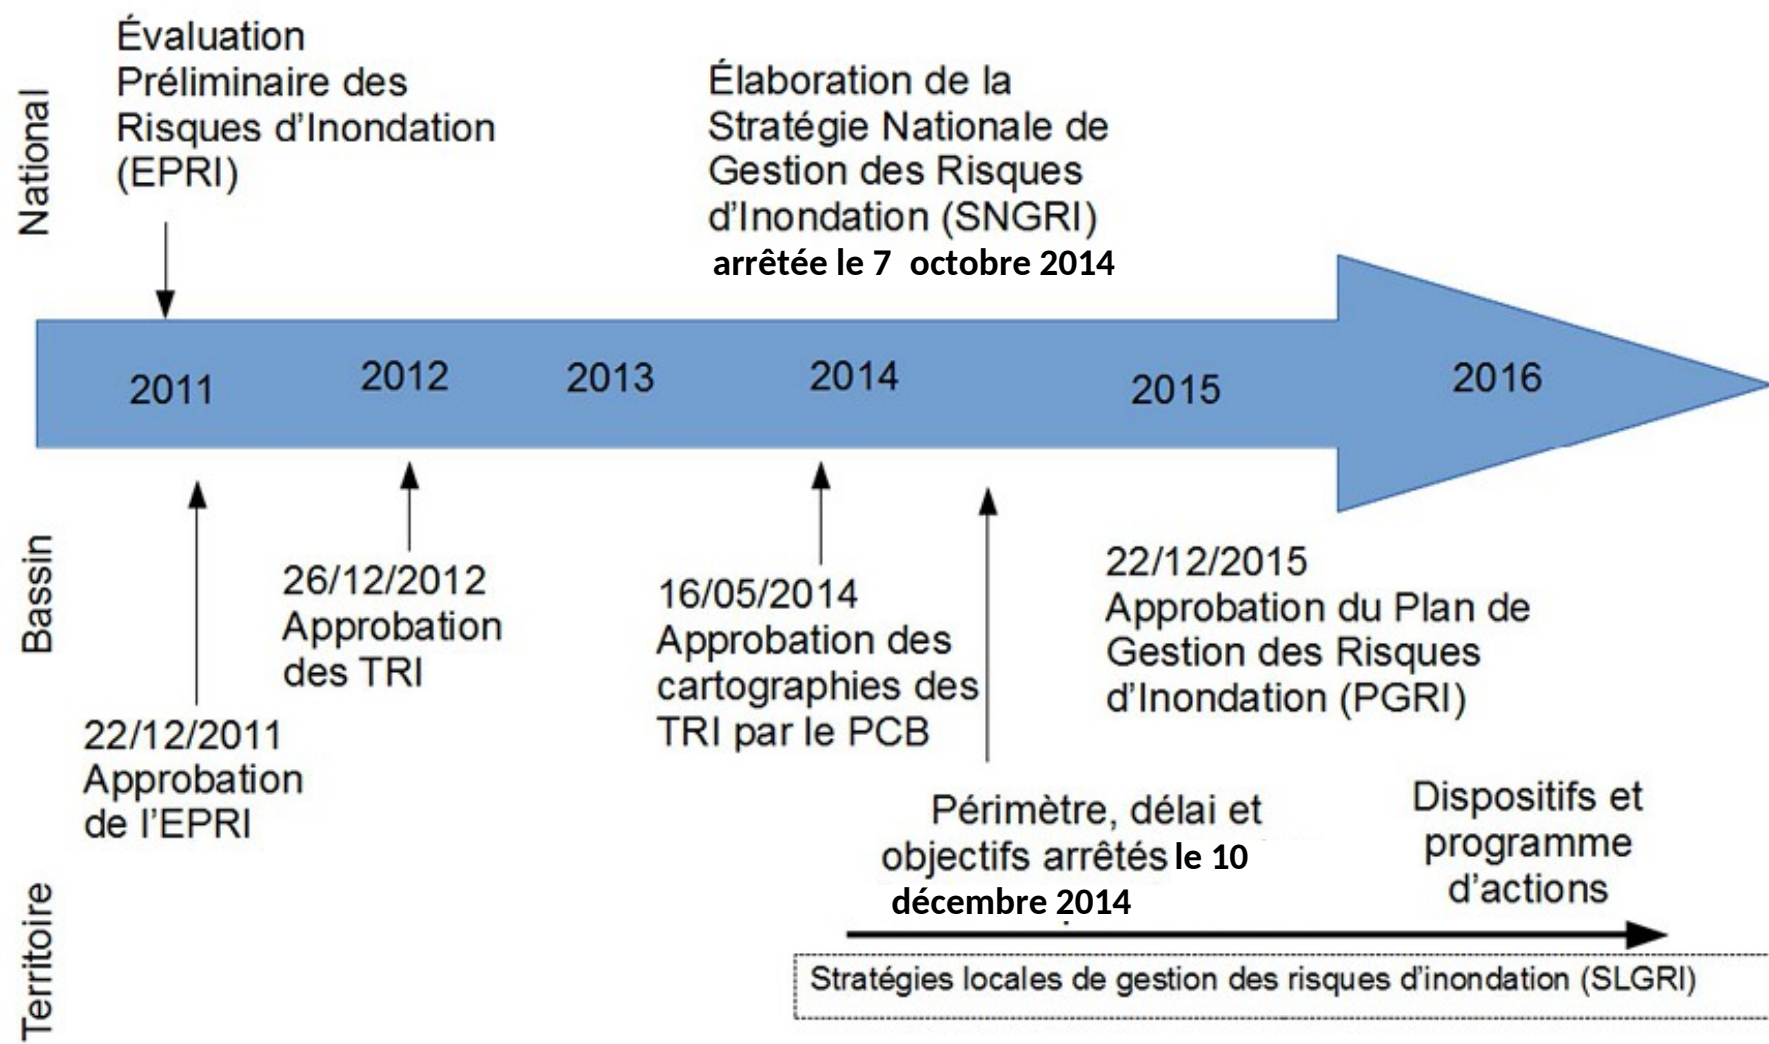 National
Évaluation
Préliminaire des
Risques d’Inondation
(EPRI)
Élaboration de la
Stratégie Nationale de
Gestion des Risques
d’Inondation (SNGRI)
arrêtée le 7  octobre 2014
2011
2012
2013
2014
2015
2016
Bassin
22/12/2011
Approbation
de l’EPRI
26/12/2012
Approbation
des TRI
16/05/2014
Approbation des
cartographies des
TRI par le PCB
22/12/2015
Approbation du Plan de
Gestion des Risques
d’Inondation (PGRI)
Territoire
Périmètre, délai et
objectifs arrêtés le 10
décembre 2014
Dispositifs et
programme
d’actions
Stratégies locales de gestion des risques d’inondation (SLGRI)